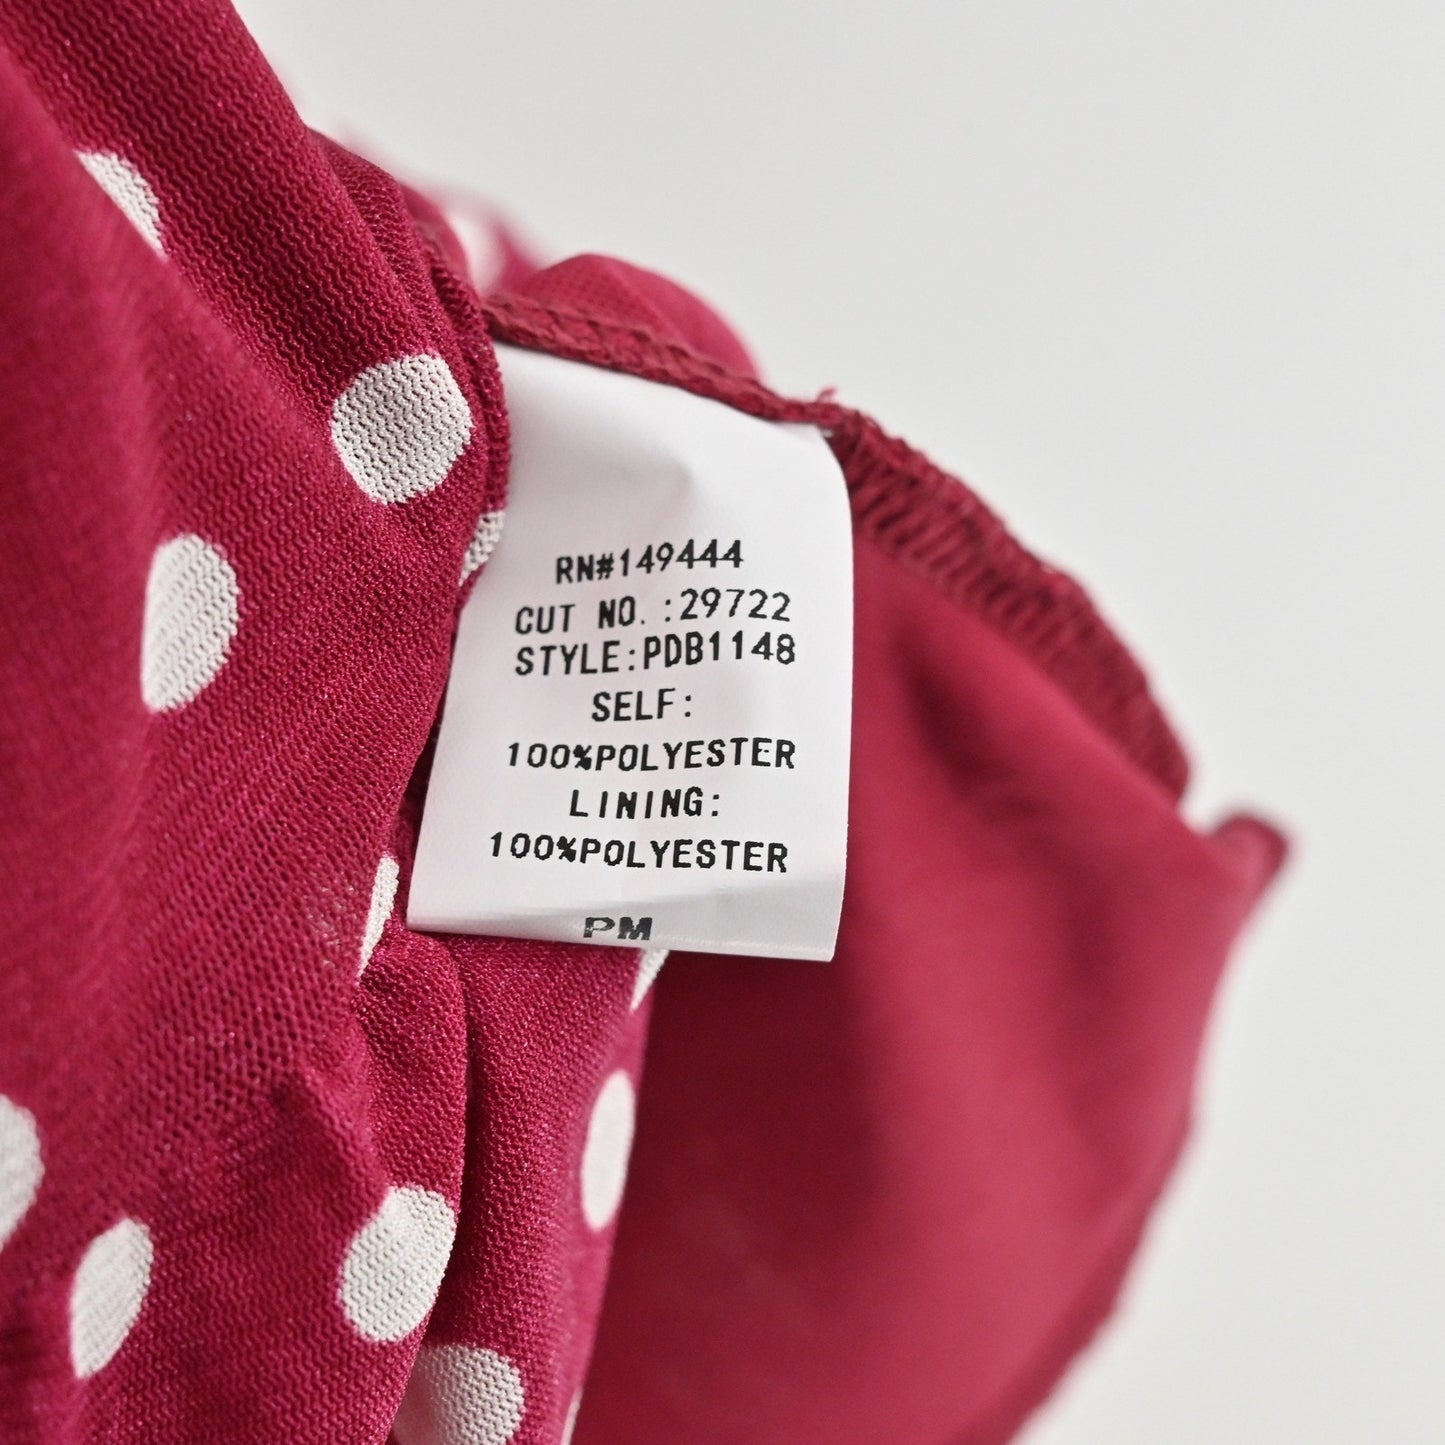 RN#149444
CUT NO.:29722
STYLE:PDB1148
SELF:
100%POLYESTER
LINING:
100%POLYESTER
PM